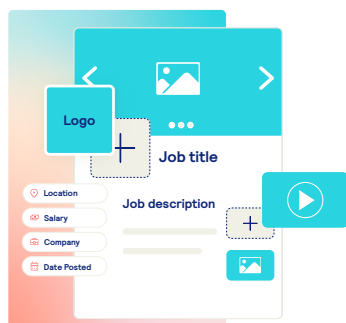 Logo
Job title
Location
Salary
Job description
Company
Date Posted